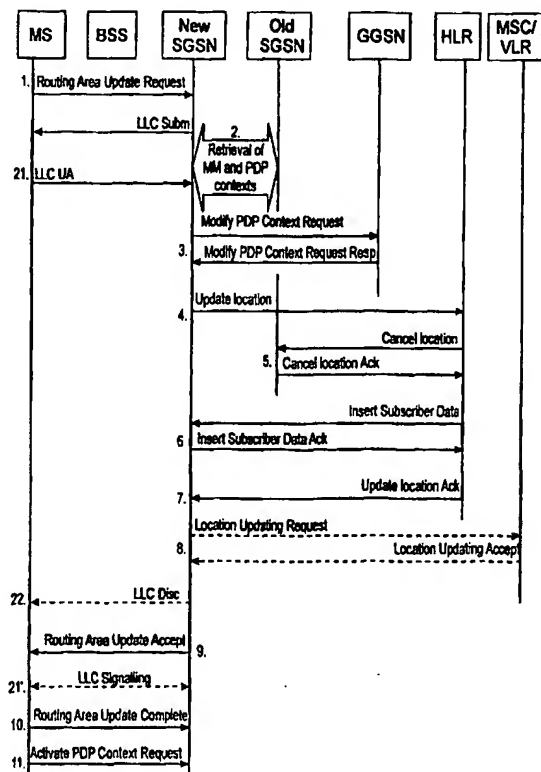 MS
BSS
New
SGSN
Old
SGSN
GGSN
HLR
MSC/
VLR
1. Routing Area Update Request
LLC Subm
2.
Retrieval of
MM and PDP
contexts
21. LLC UA
Modify PDP Context Request
3. Modify PDP Context Request Resp
4. Update location
Cancel location
5. Cancel location Ack
Insert Subscriber Data
6 Insert Subscriber Data Ack
7. Update location Ack
Location Updating Request
8. Location Updating Accept
22. LLC Disc
Routing Area Update Accept 9.
21'. LLC Signalling
10. Routing Area Update Complete
11. Activate PDP Context Request